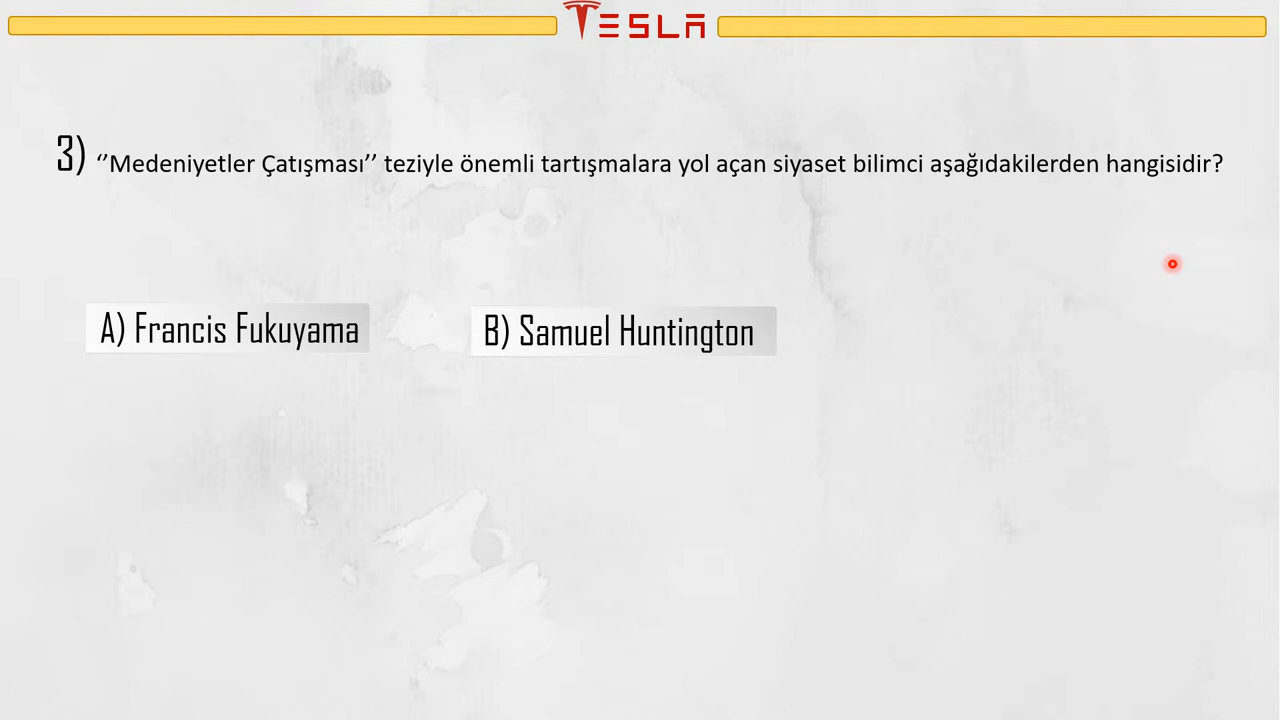 TESLA
3) ‘’Medeniyetler Çatışması’’ teziyle önemli tartışmalara yol açan siyaset bilimci aşağıdakilerden hangisidir?
A) Francis Fukuyama
B) Samuel Huntington